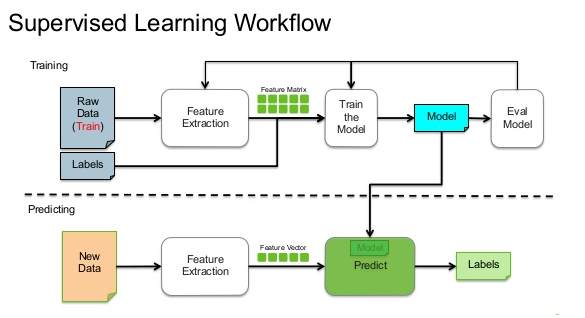 Supervised Learning Workflow
Training
Raw
Data
(Train)
Labels
Feature
Extraction
Feature Matrix
Train
the
Model
Model
Eval
Model
Predicting
New
Data
Feature
Extraction
Feature Vector
Model
Predict
Labels